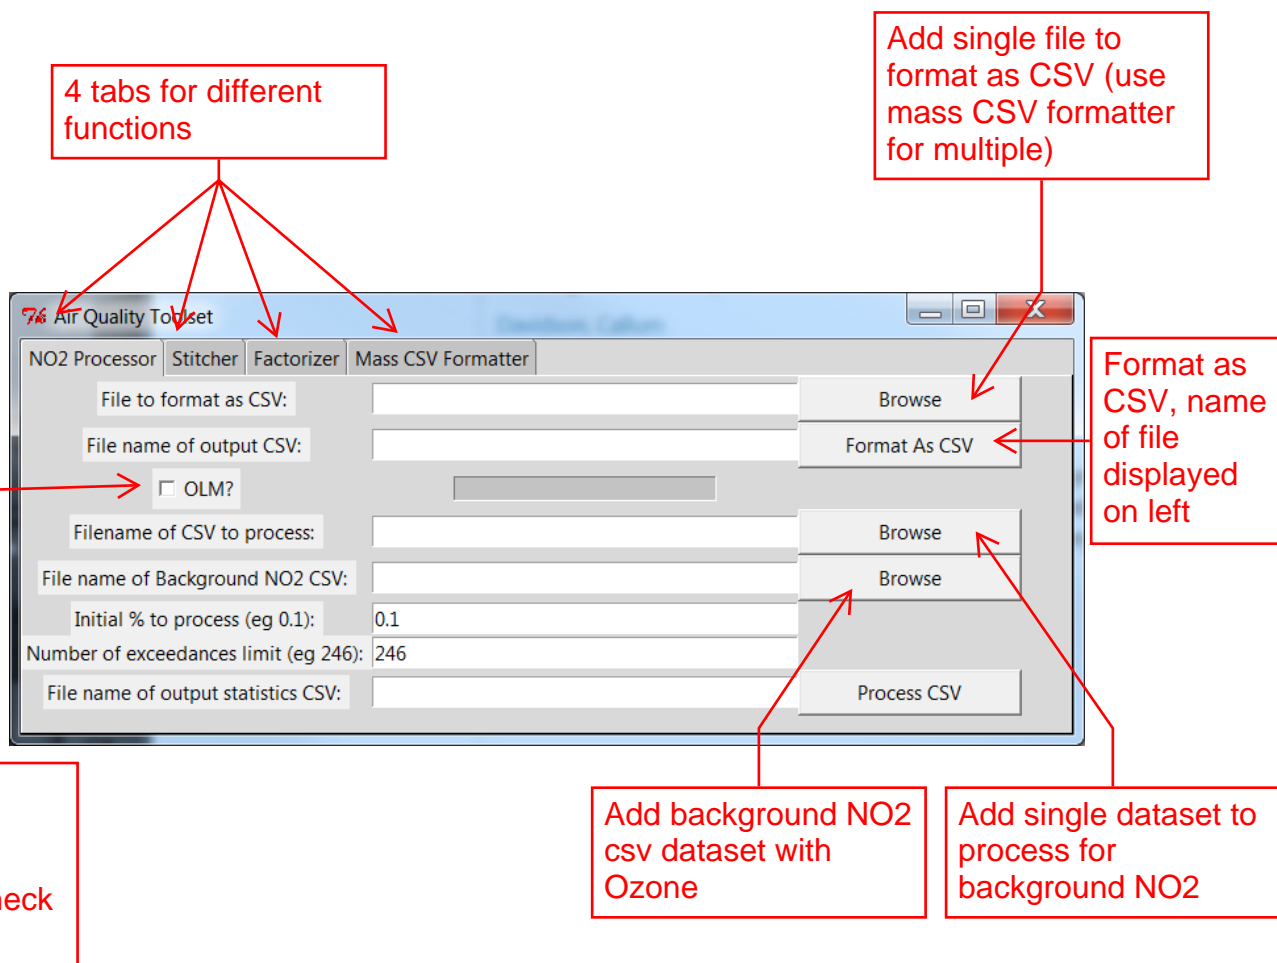 Add single file to
format as CSV (use
mass CSV formatter
for multiple)
4 tabs for different
functions
Air Quality Toolset
Davidson, Callum
NO2 Processor Stitcher Factorizer Mass CSV Formatter
File to format as CSV: Browse
File name of output CSV: Format As CSV
OLM?
Filename of CSV to process: Browse
File name of Background NO2 CSV: Browse
Initial % to process (eg 0.1): 0.1
Number of exceedances limit (eg 246): 246
File name of output statistics CSV: Process CSV
Format as
CSV, name
of file
displayed
on left
Add background NO2
csv dataset with
Ozone
Add single dataset to
process for
background NO2